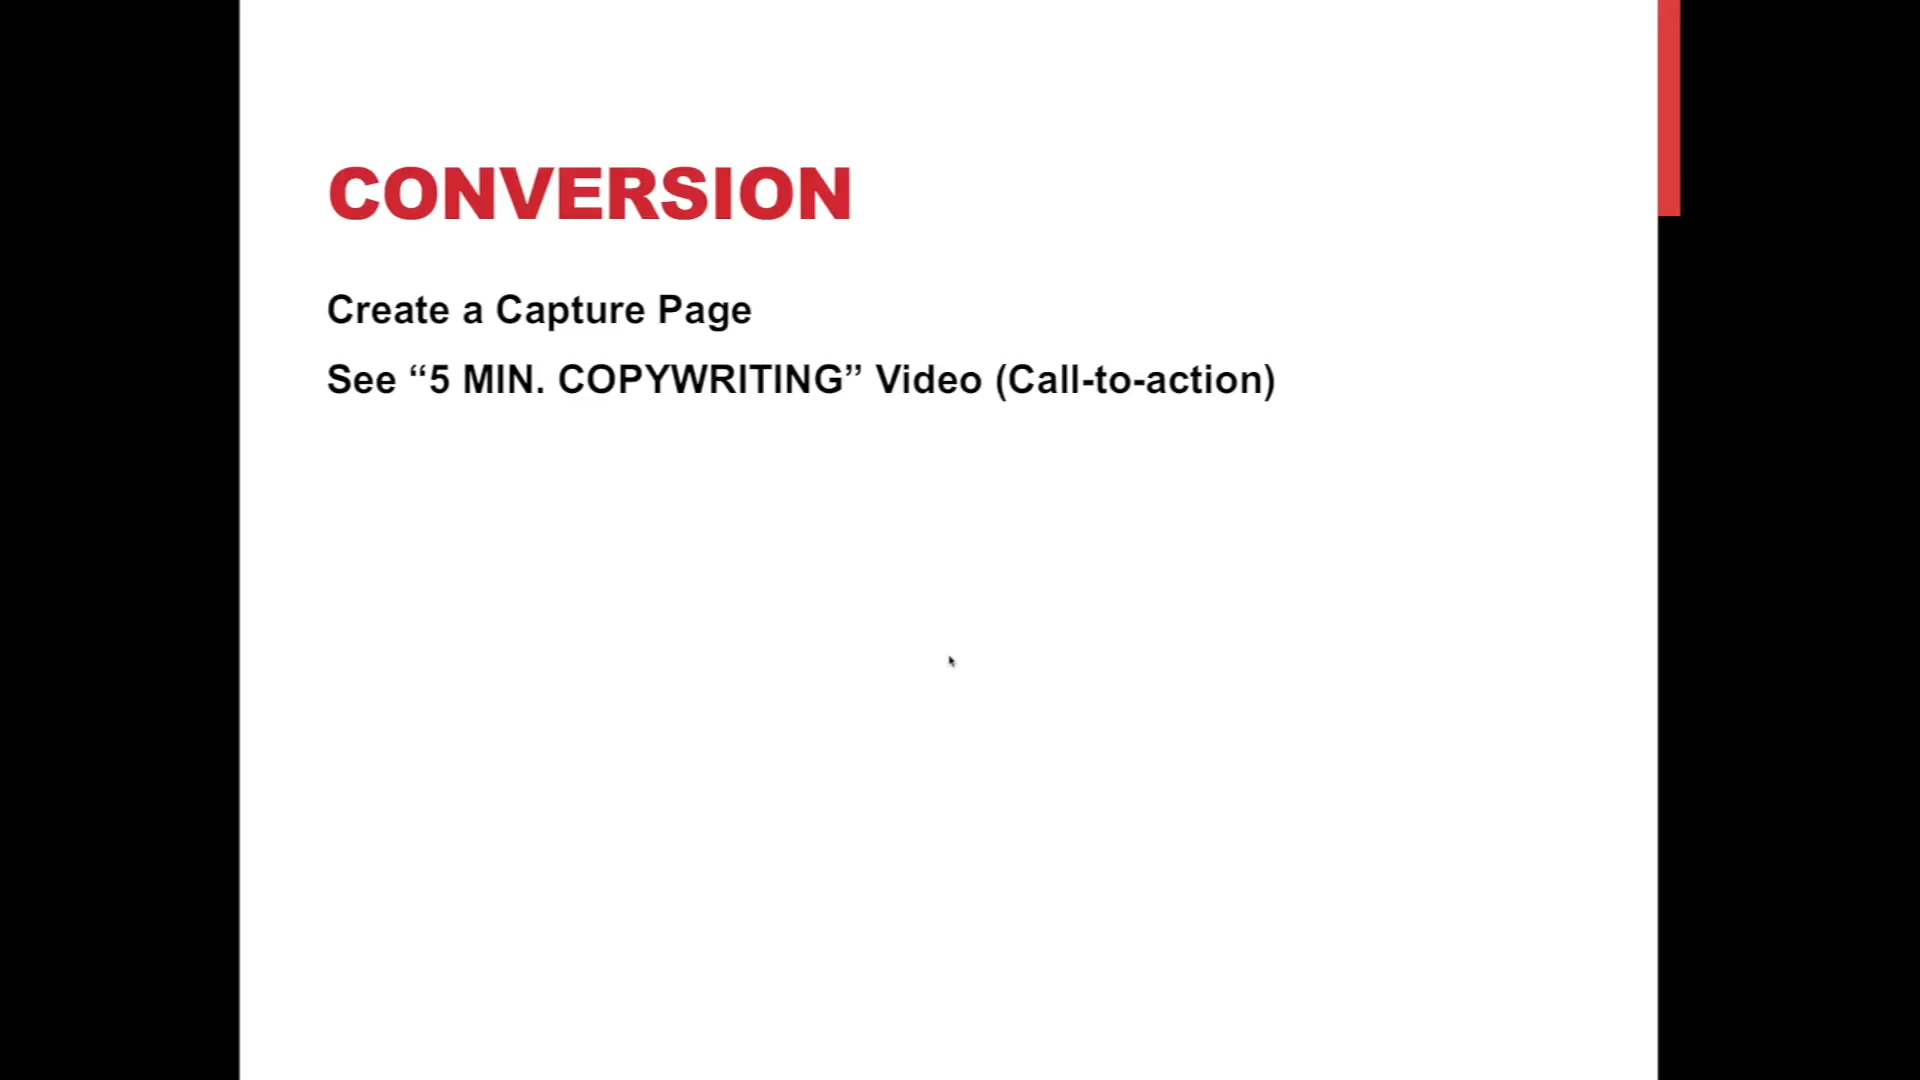 CONVERSION
Create a Capture Page
See “5 MIN. COPYWRITING” Video (Call-to-action)